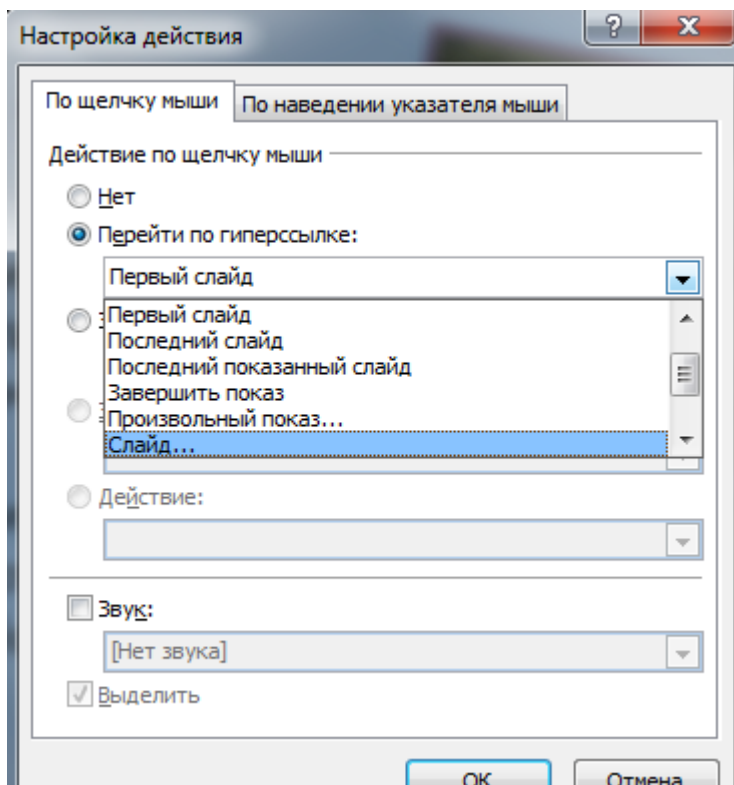 Настройка действия
По щелчку мыши По наведении указателя мыши
Действие по щелчку мыши
Нет
Перейти по гиперссылке:
Первый слайд
Первый слайд
Последний слайд
Последний показанный слайд
Завершить показ
Произвольный показ...
Слайд...
Действие:
Звук:
[Нет звука]
Выделить
ОК Отмена